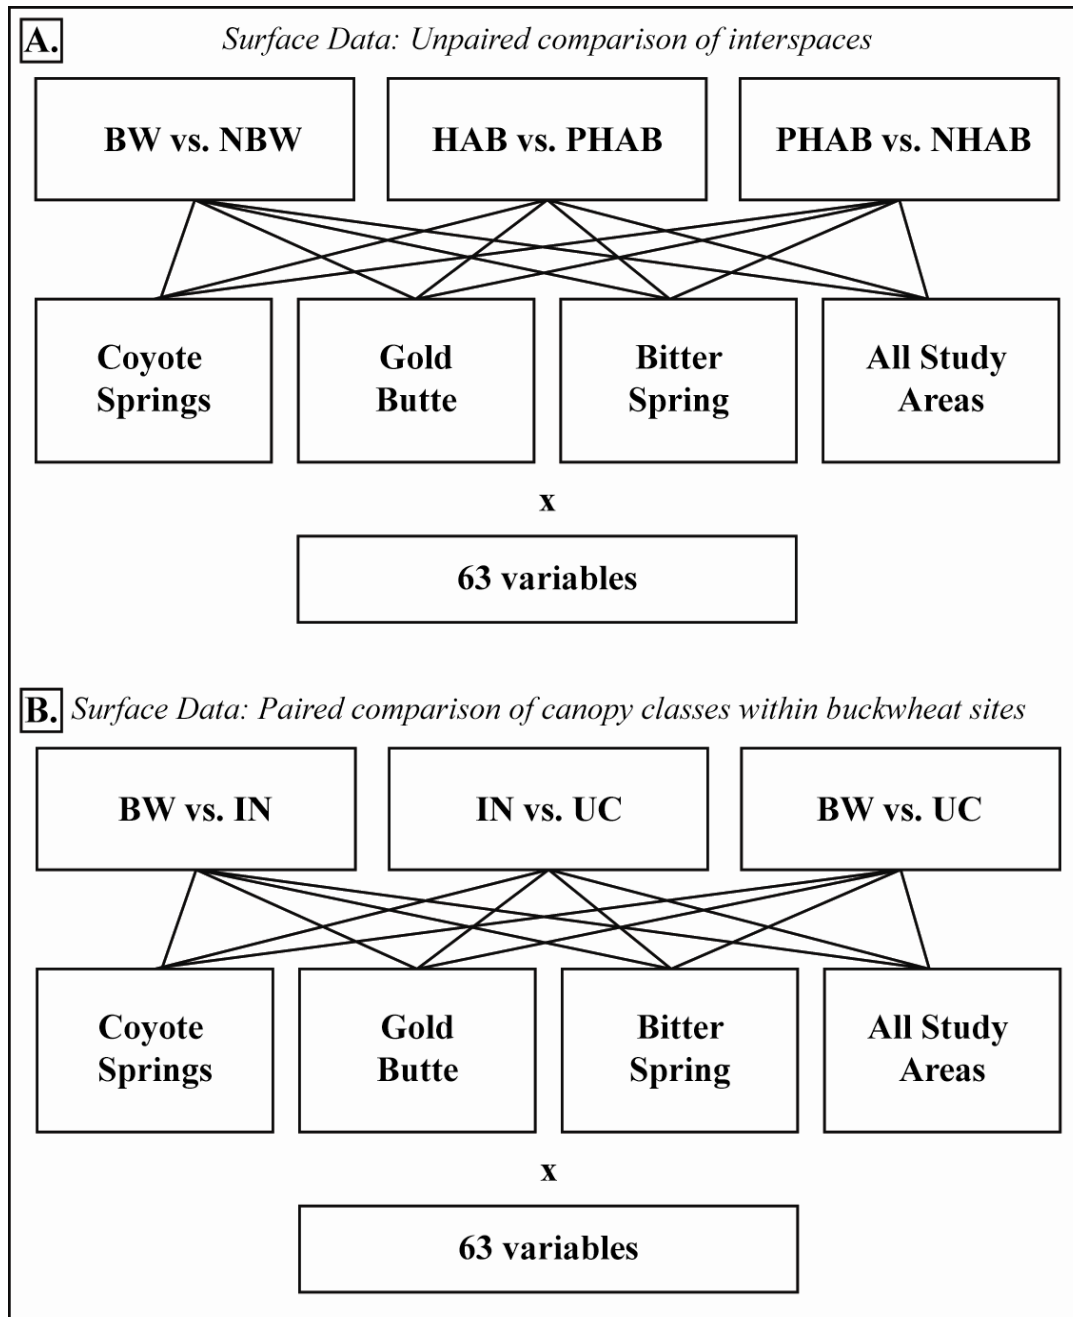 A. Surface Data: Unpaired comparison of interspaces
BW vs. NBW
HAB vs. PHAB
PHAB vs. NHAB
Coyote
Springs
Gold
Butte
Bitter
Spring
All Study
Areas
x
63 variables
B. Surface Data: Paired comparison of canopy classes within buckwheat sites
BW vs. IN
IN vs. UC
BW vs. UC
Coyote
Springs
Gold
Butte
Bitter
Spring
All Study
Areas
x
63 variables